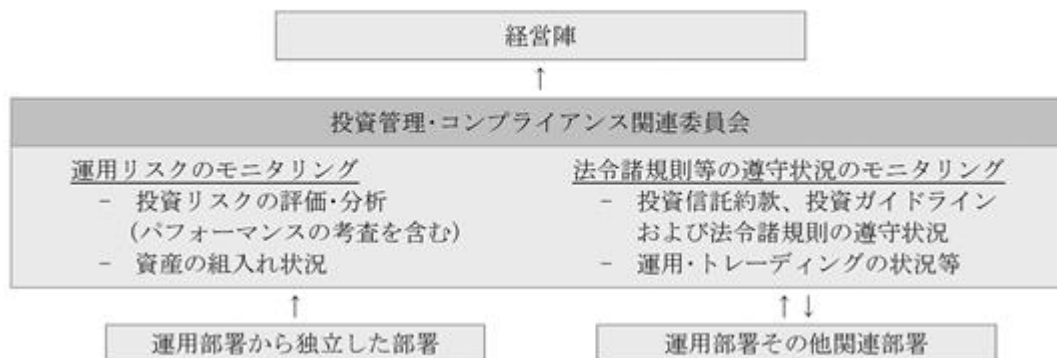 経営陣
↑
投資管理・コンプライアンス関連委員会
運用リスクのモニタリング
－ 投資リスクの評価・分析
(パフォーマンスの考査を含む)
－ 資産の組入れ状況
法令諸規則等の遵守状況のモニタリング
－ 投資信託約款、投資ガイドライン
および法令諸規則の遵守状況
－ 運用・トレーディングの状況等
↑
↑↓
運用部署から独立した部署
運用部署その他関連部署